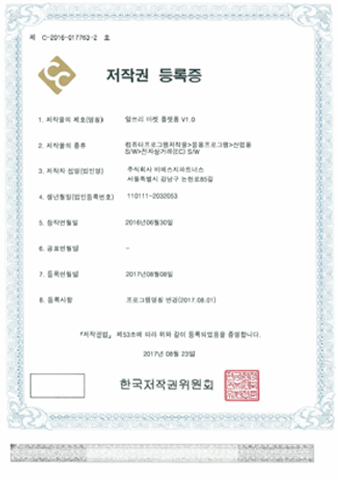 제 C-2016-017763-2 호
저작권 등록증
1. 저작물의 제호(명칭) 알쓰리 마켓 플랫폼 V1.0
2. 저작물의 종류 컴퓨터프로그램저작물>응용프로그램>산업용
S/W>전자상거래(EC) S/W
3. 저작자 성명(법인명) 주식회사 비에스지파트너스
서울특별시 강남구 논현로85길
4. 생년월일(법인등록번호) 110111-2032053
5. 창작연월일 2016년06월30일
6. 공표연월일 -
7. 등록연월일 2017년08월08일
8. 등록사항 프로그램명칭 변경(2017.08.01)
『저작권법』 제53조에 따라 위와 같이 등록되었음을 증명합니다.
2017년 08월 23일
한국저작권위원회